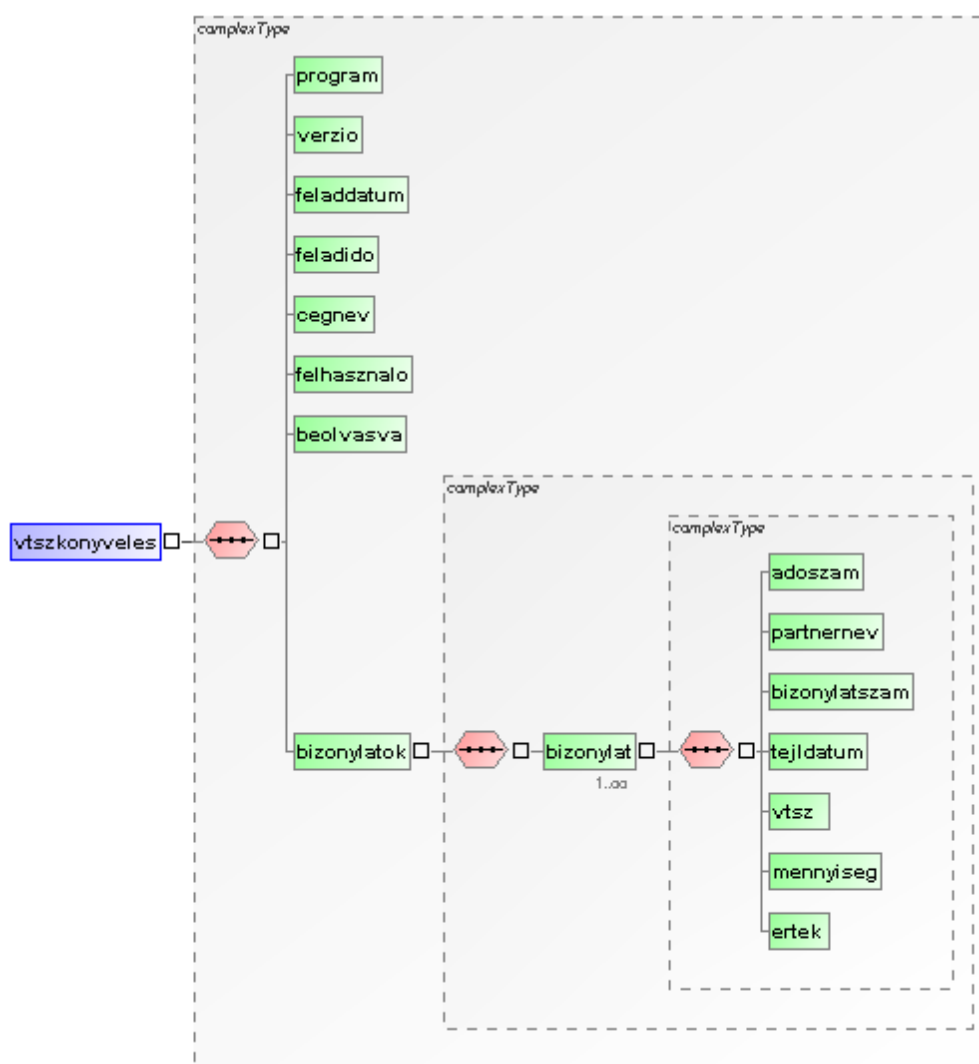 complexType
program
verzio
feladdatum
feladido
cegnev
felhasznalo
beolvasva
complexType
complexType
vtszkonyveles
adoszam
partnernev
bizonylatszam
bizonylatok
bizonylat
tejldatum
1..∞
vtsz
mennyiseg
ertek